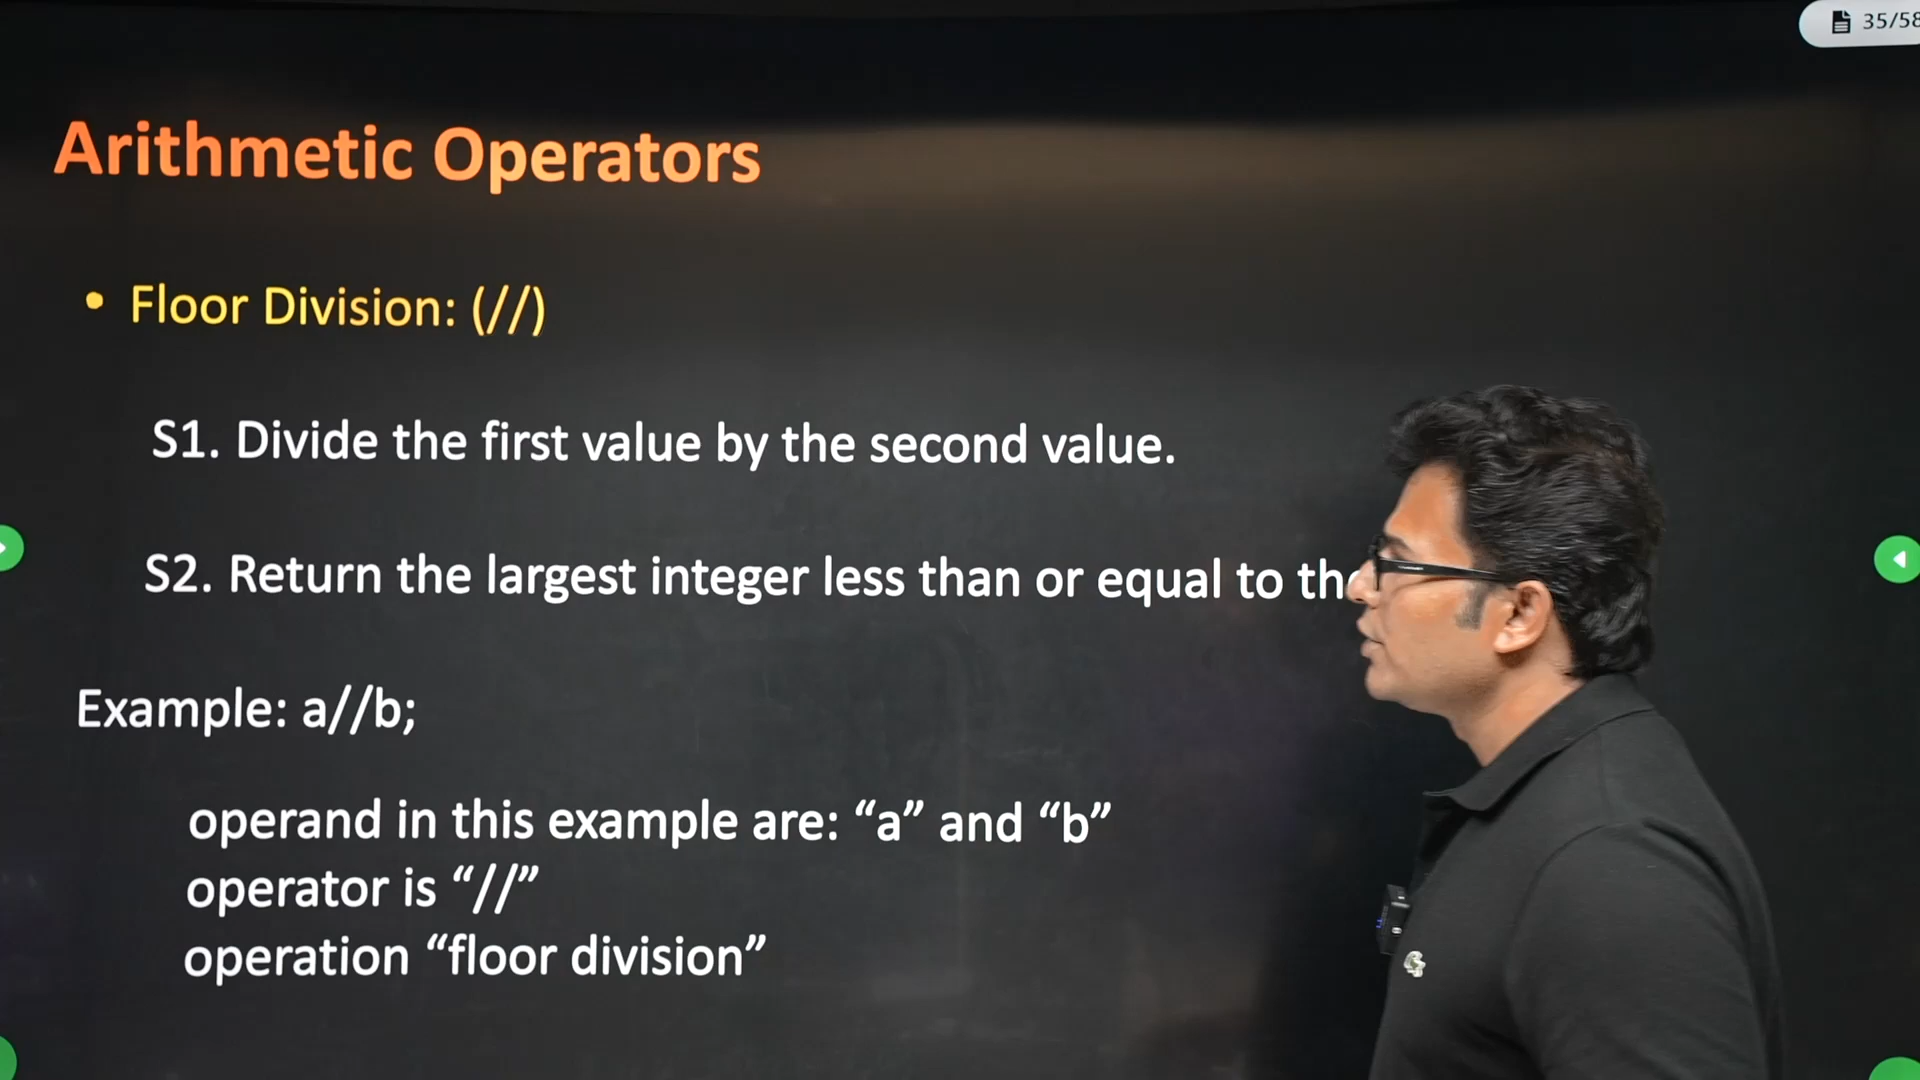 35/58
Arithmetic Operators
• Floor Division: (//)
S1. Divide the first value by the second value.
S2. Return the largest integer less than or equal to the
Example: a//b;
operand in this example are: “a” and “b”
operator is “//”
operation “floor division”